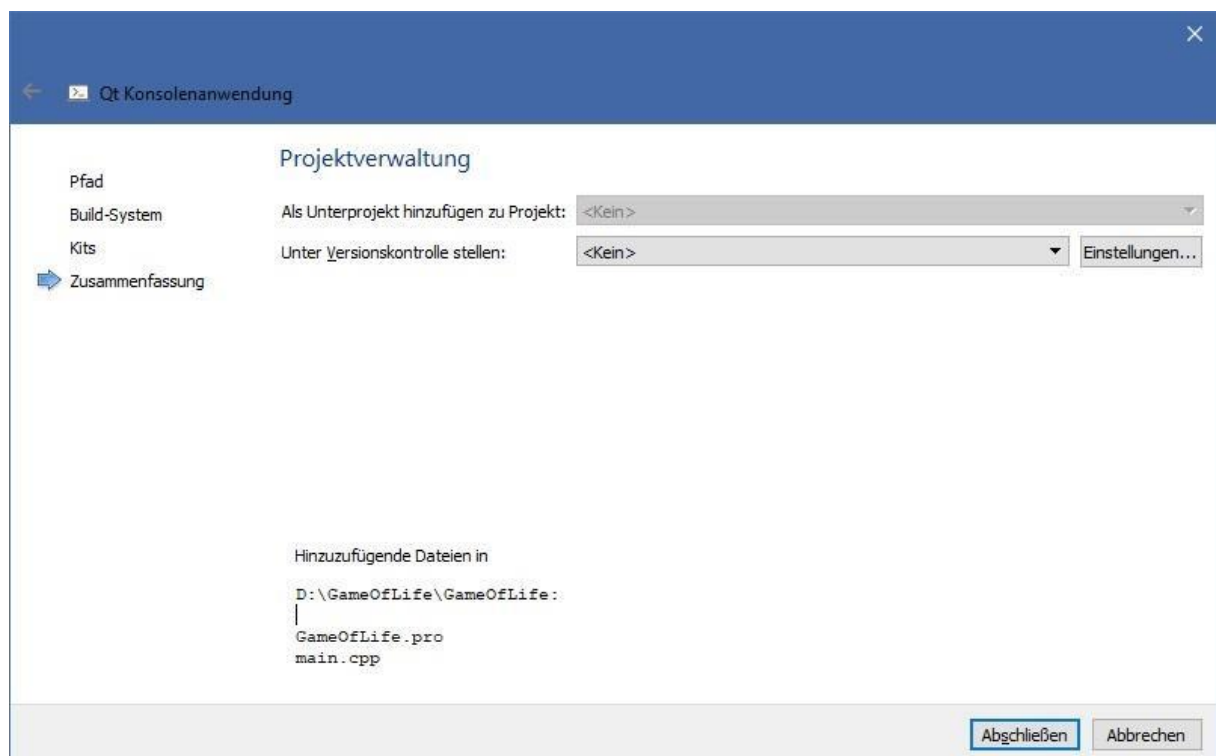 Qt Konsolenanwendung
Projektverwaltung
Pfad
Build-System
Kits
Zusammenfassung
Als Unterprojekt hinzufügen zu Projekt: <Kein>
Unter Versionskontrolle stellen: <Kein> Einstellungen...
Hinzuzufügende Dateien in
D:\GameOfLife\GameOfLife:
GameOfLife.pro
main.cpp
Abschließen Abbrechen